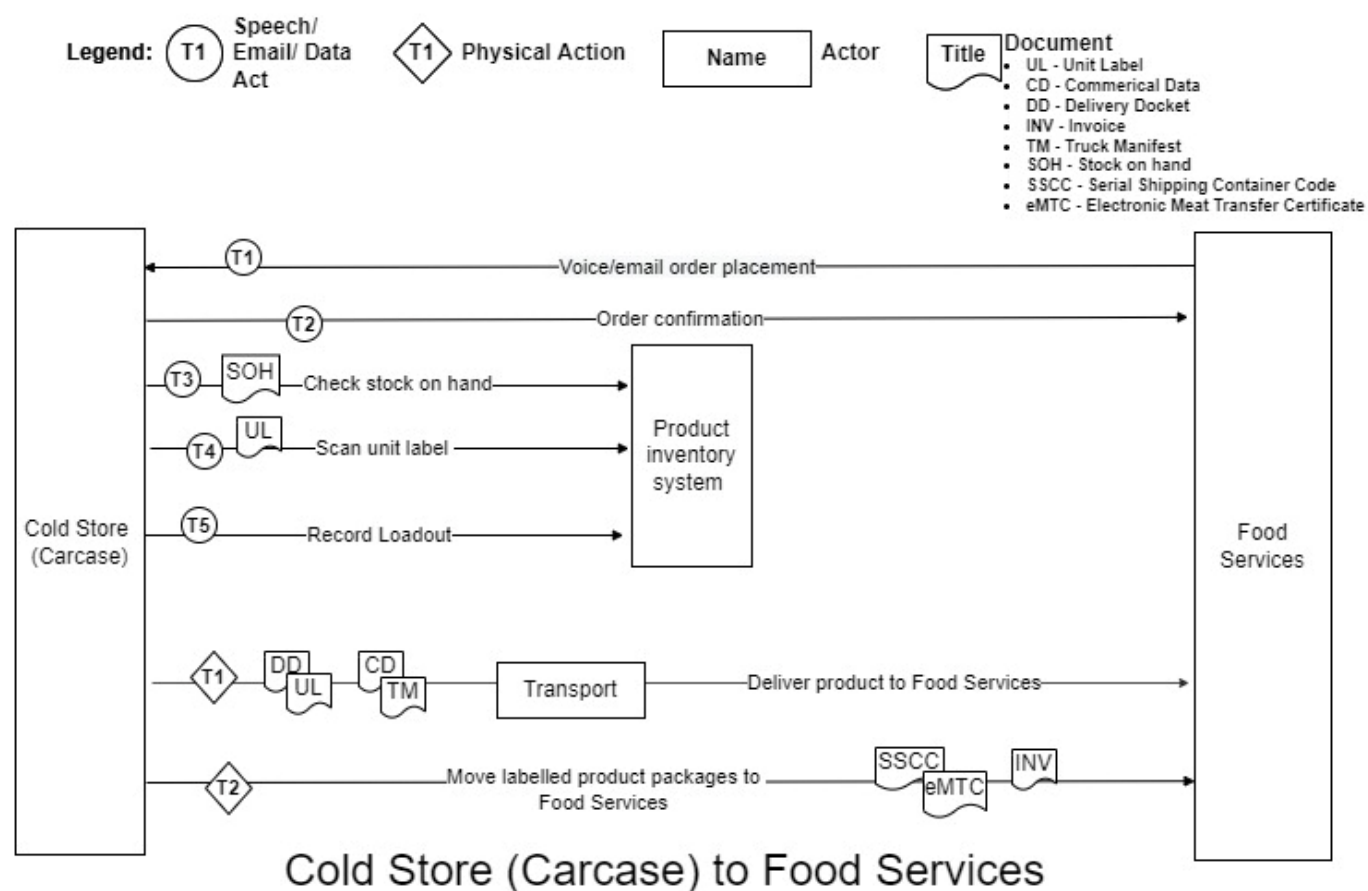 Legend:
T1
Speech/
Email/ Data
Act
T1
Physical Action
Name
Actor
Title
Document
• UL - Unit Label
• CD - Commerical Data
• DD - Delivery Docket
• INV - Invoice
• TM - Truck Manifest
• SOH - Stock on hand
• SSCC - Serial Shipping Container Code
• eMTC - Electronic Meat Transfer Certificate
T1
Voice/email order placement
T2
Order confirmation
T3
SOH
Check stock on hand
T4
UL
Scan unit label
Product
inventory
system
T5
Record Loadout
Cold Store
(Carcase)
Food
Services
T1
DD
UL
CD
TM
Transport
Deliver product to Food Services
T2
Move labelled product packages to
Food Services
SSCC
eMTC
INV
Cold Store (Carcase) to Food Services